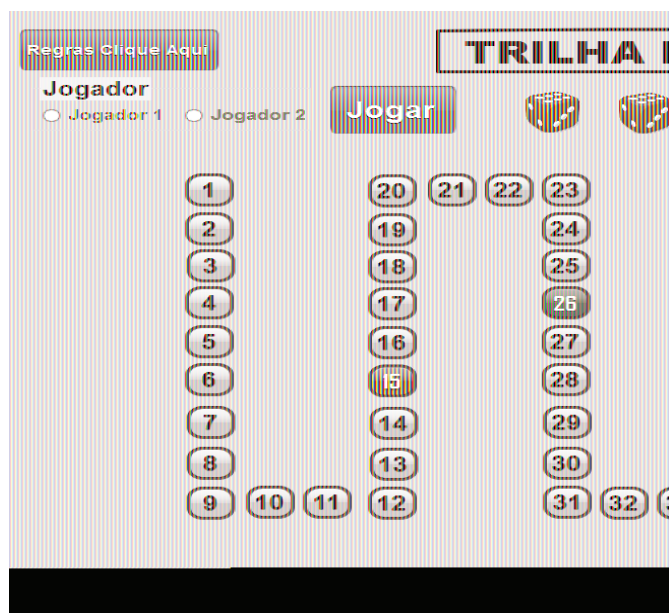 Regras Clique Aqui
TRILHA
Jogador
Jogador 1 Jogador 2
Jogar
1 20 21 22 23
2 19 24
3 18 25
4 17 26
5 16 27
6 15 28
7 14 29
8 13 30
9 10 11 12 31 32